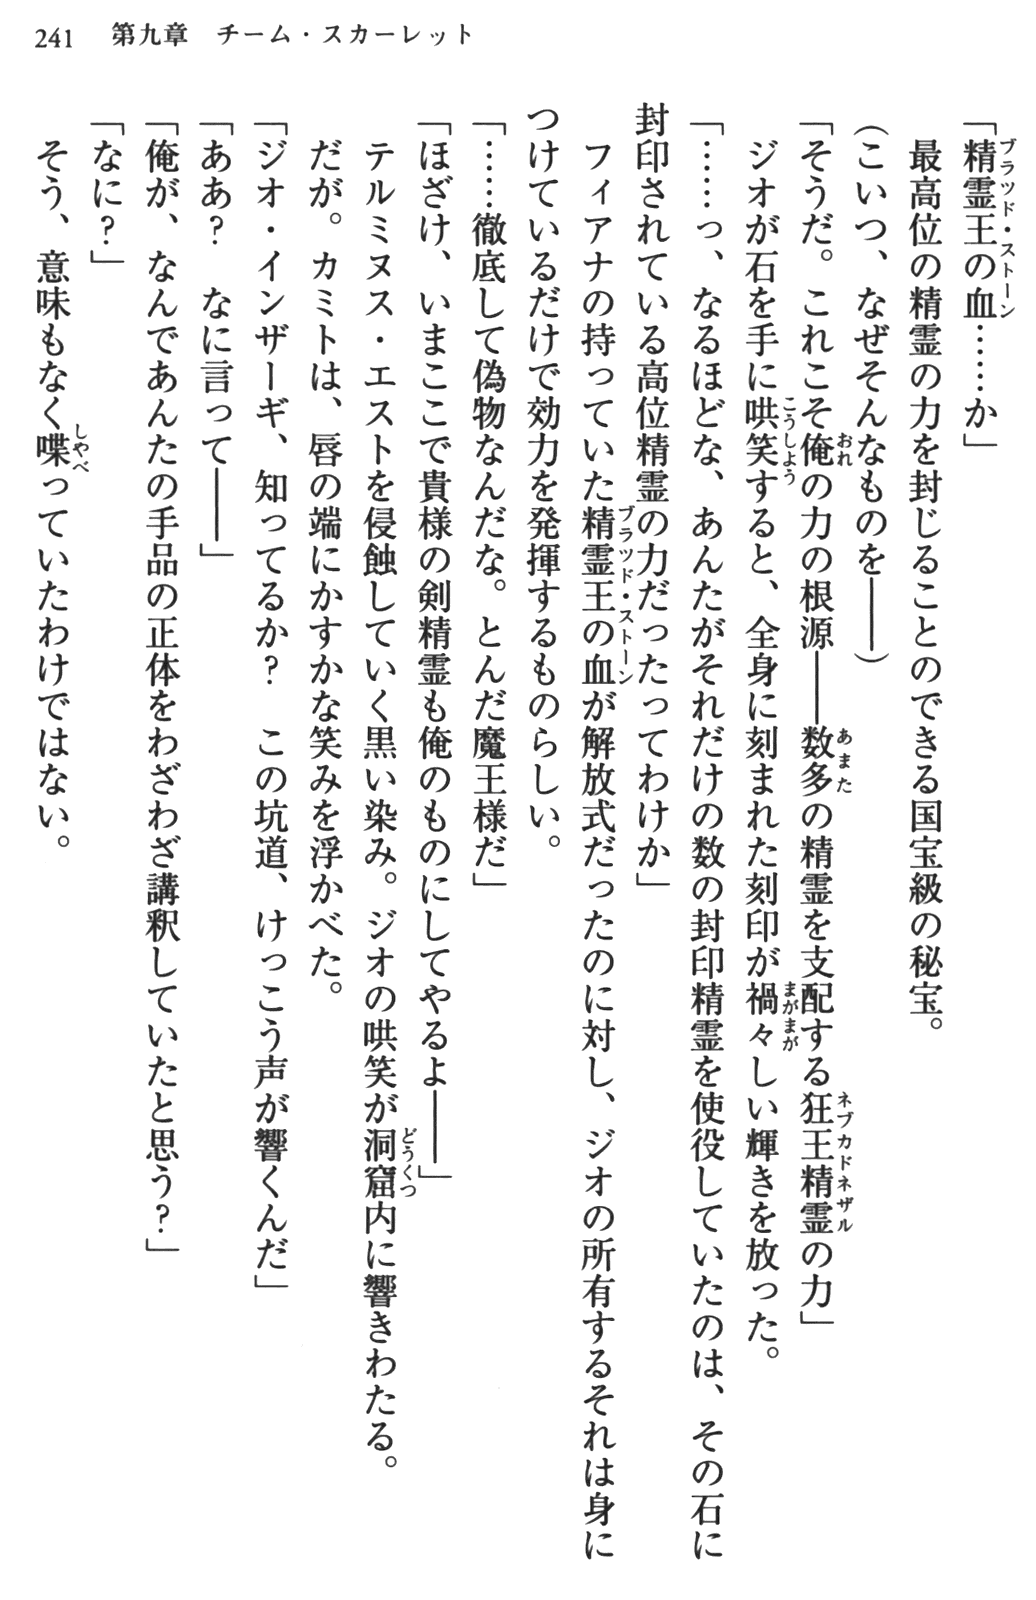 241 第九章 チーム・スカーレット
「精霊王の血……か」
最高位の精霊の力を封じることのできる国宝級の秘宝。
（こいつ、なぜそんなものを――）
「そうだ。これこそ俺の力の根源――数多の精霊を支配する狂王精霊の力」
ジオが石を手に哄笑すると、全身に刻まれた刻印が禍々しい輝きを放った。
「……っ、なるほどな、あんたがそれだけの数の封印精霊を使役していたのは、その石に
封印されている高位精霊の力だったってわけか」
フィアナの持っていた精霊王の血が解放式だったのに対し、ジオの所有するそれは身に
つけているだけで効力を発揮するものらしい。
「……徹底して偽物なんだな。とんだ魔王様だ」
「ほざけ、いまここで貴様の剣精霊も俺のものにしてやるよ――」
テルミヌス・エストを侵蝕していく黒い染み。ジオの哄笑が洞窟内に響きわたる。
だが。カミトは、唇の端にかすかな笑みを浮かべた。
「ジオ・インザーギ、知ってるか？　この坑道、けっこう声が響くんだ」
「ああ？　なに言って――」
「俺が、なんであんたの手品の正体をわざわざ講釈していたと思う？」
「なに？」
そう、意味もなく喋っていたわけではない。